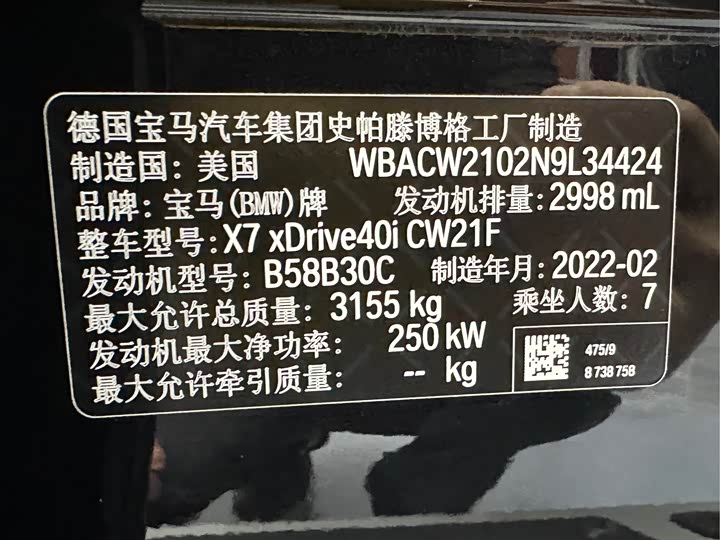 德国宝马汽车集团史帕滕博格工厂制造
制造国: 美国 WBACW2102N9L34424
品牌: 宝马(BMW)牌 发动机排量: 2998 mL
整车型号: X7 xDrive40i CW21F
发动机型号: B58B30C 制造年月: 2022-02
最大允许总质量: 3155 kg 乘坐人数: 7
发动机最大净功率: 250 kW
最大允许牵引质量: -- kg
475/9
8 738 758